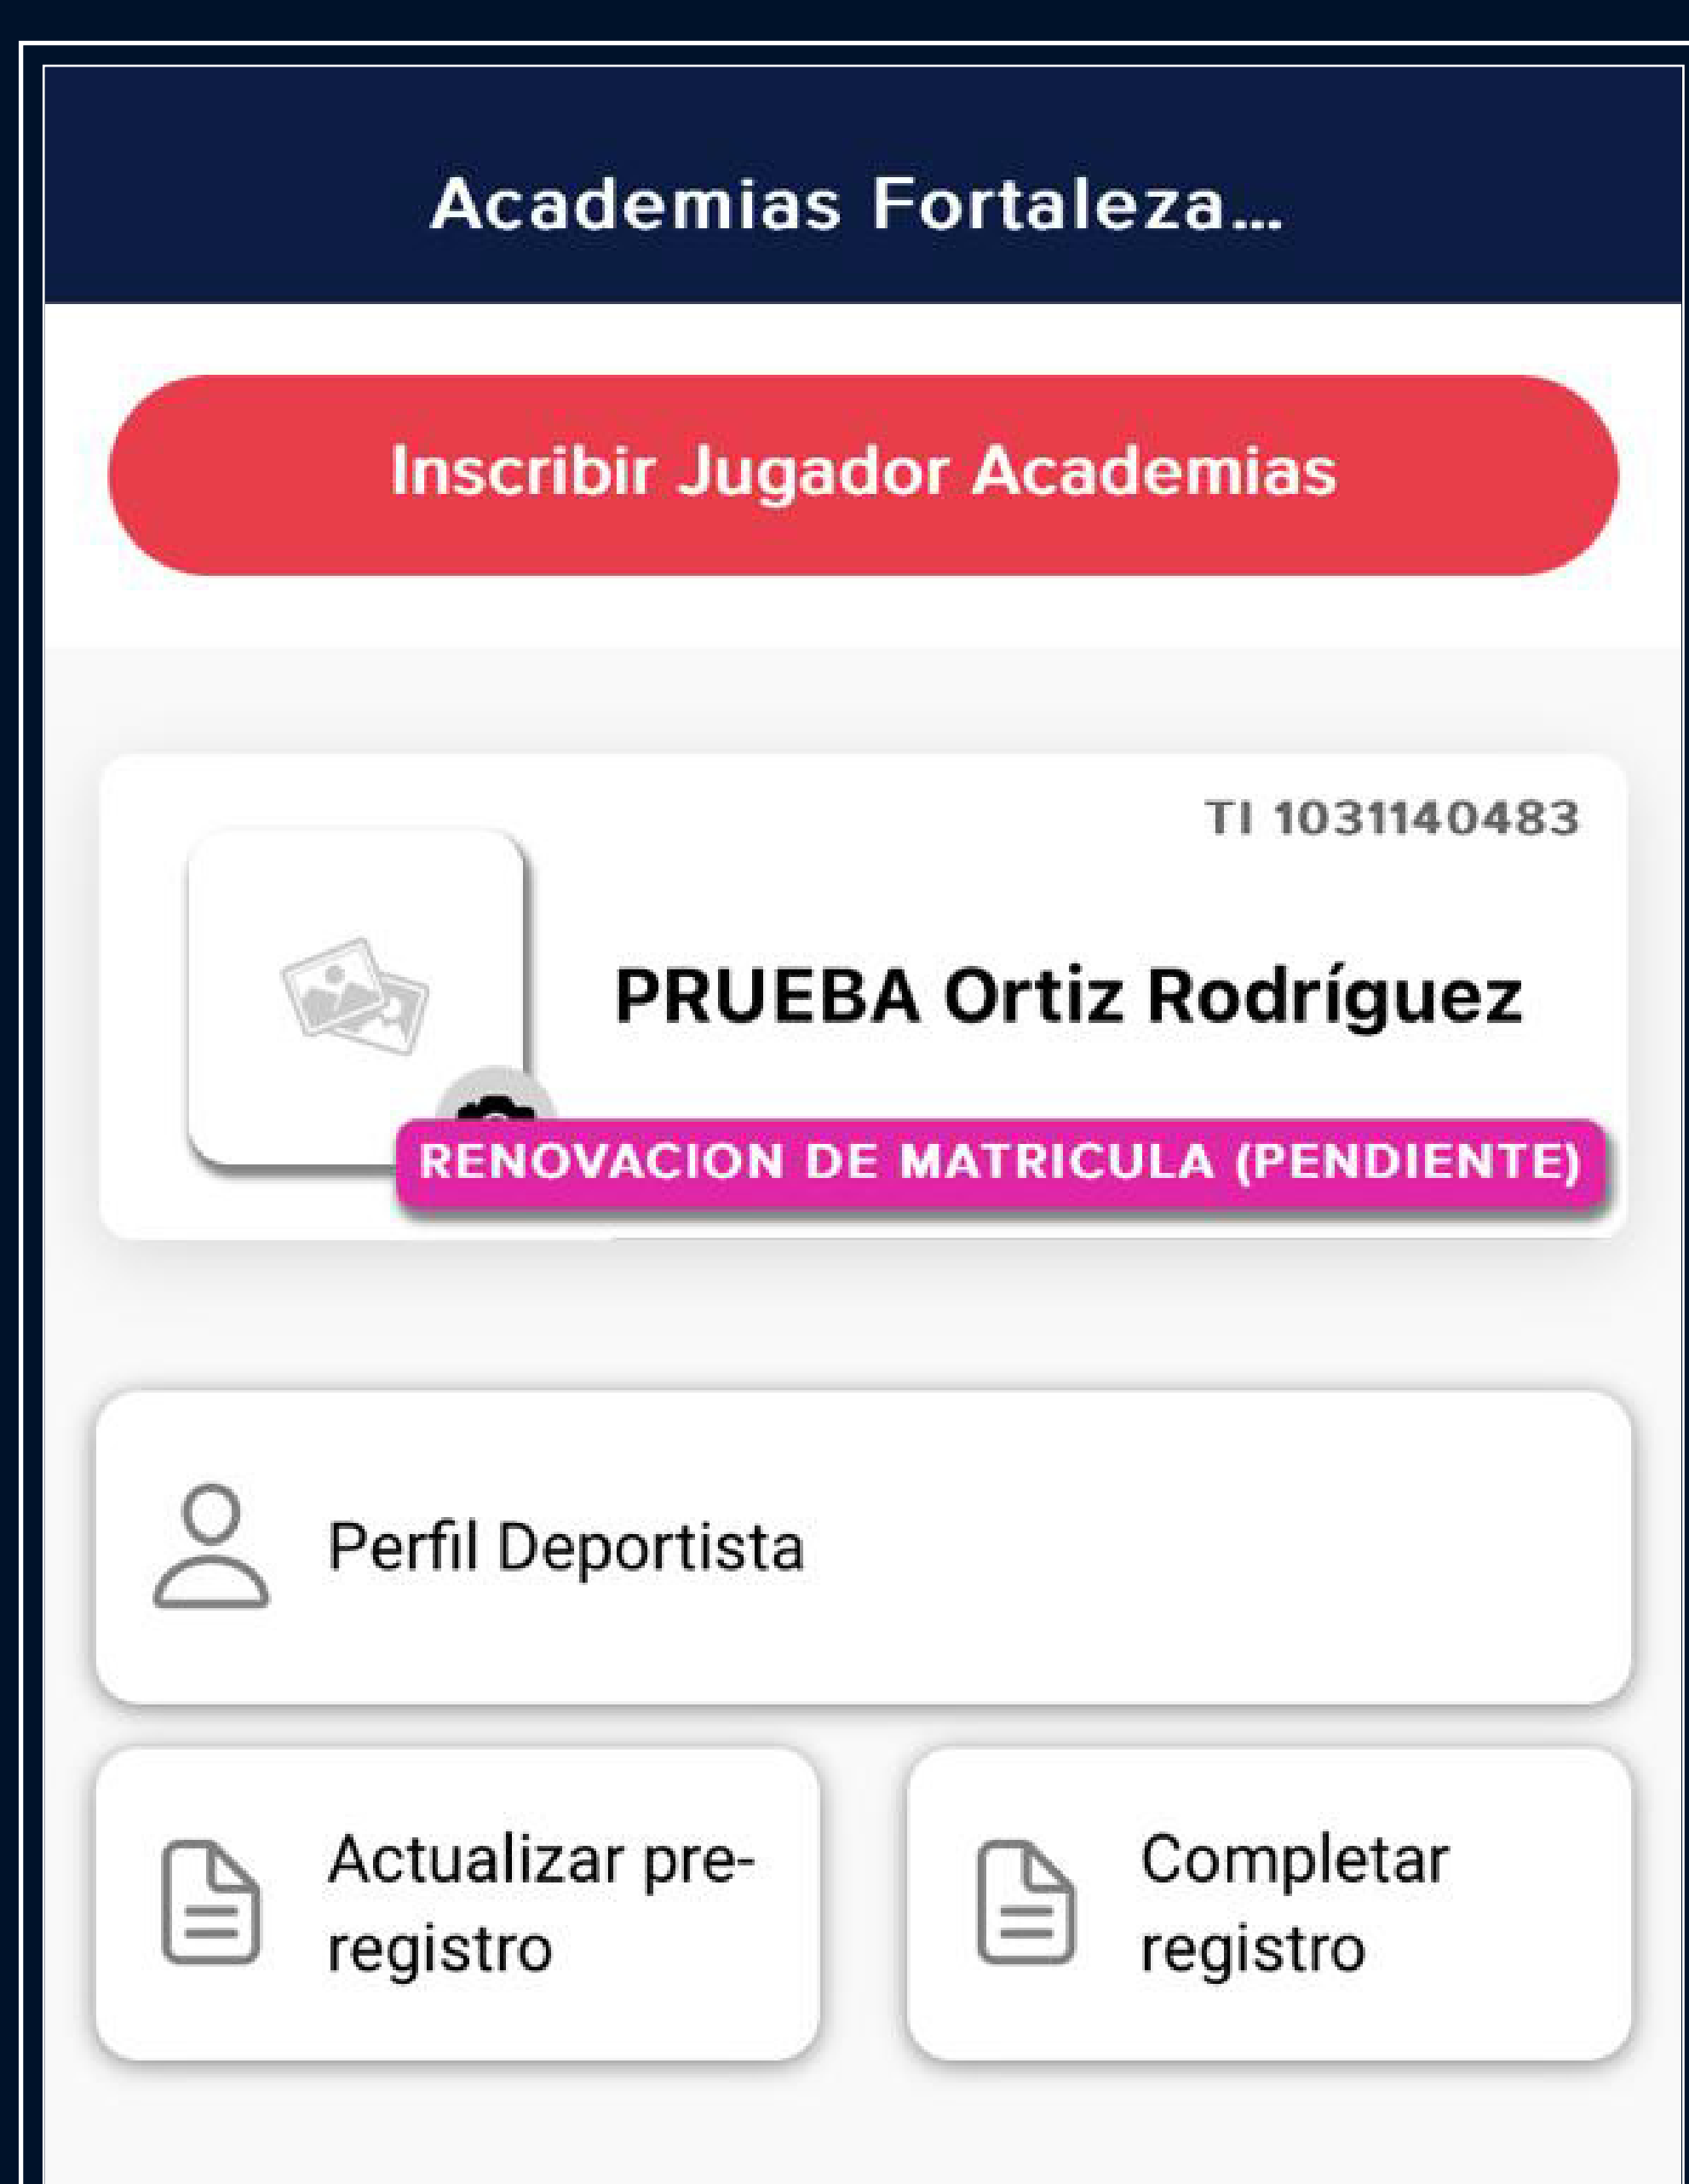 Academias Fortaleza...
Inscribir Jugador Academias
TI 1031140483
PRUEBA Ortiz Rodríguez
RENOVACION DE MATRICULA (PENDIENTE)
Perfil Deportista
Actualizar pre-
registro
Completar
registro